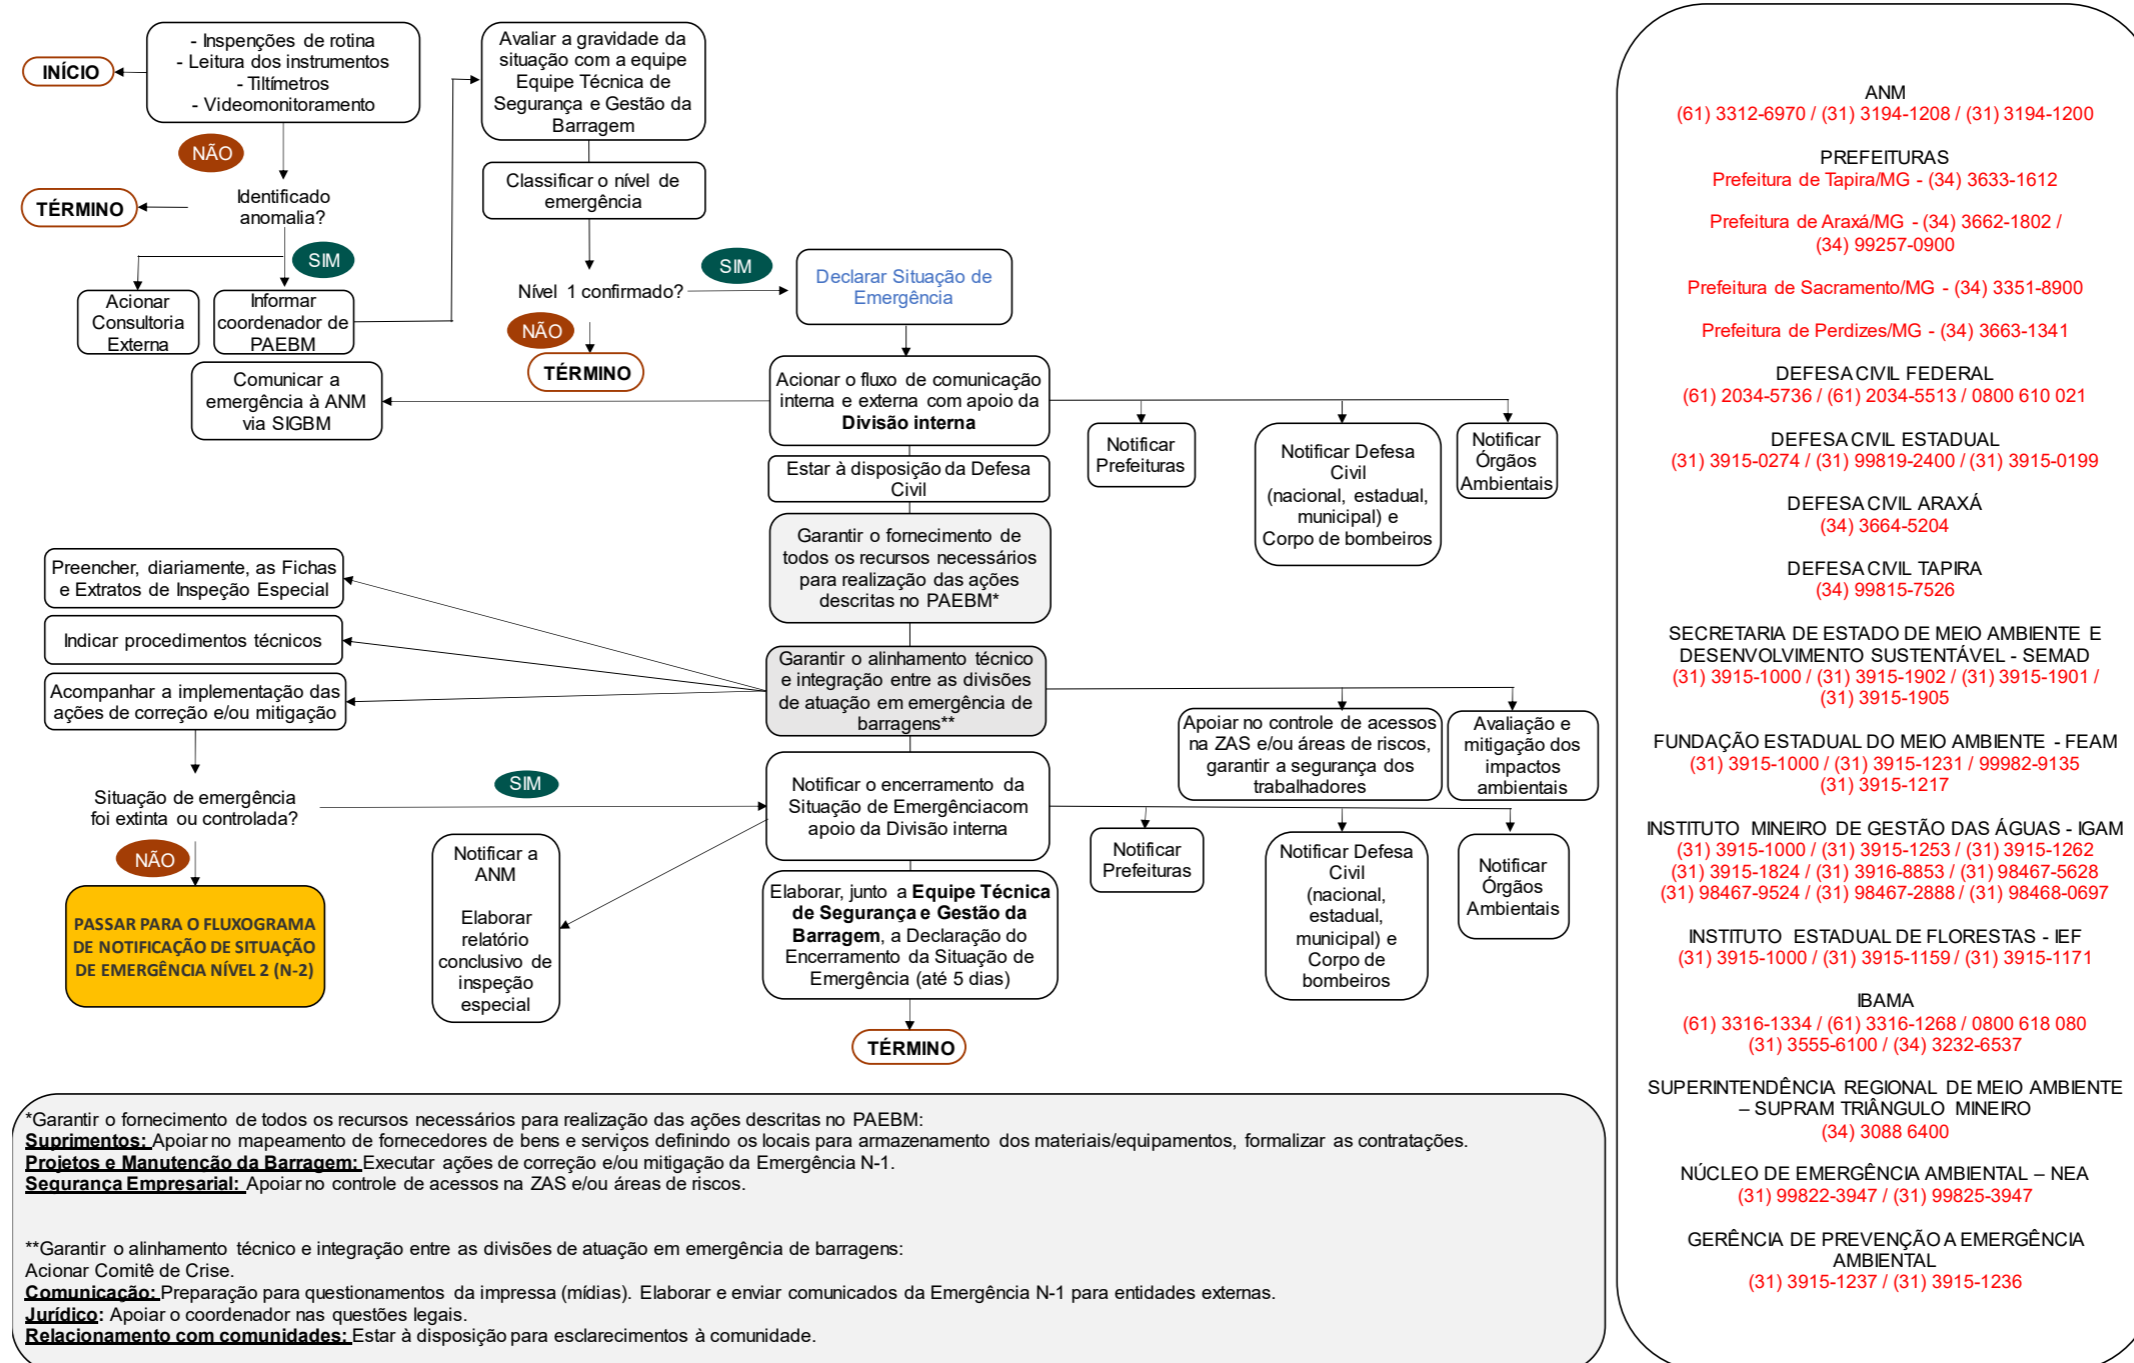 INÍCIO
- Inspenções de rotina
- Leitura dos instrumentos
- Tiltímetros
- Videomonitoramento
NÃO
Identificado
anomalia?
TÉRMINO
SIM
Acionar
Consultoria
Externa
Informar
coordenador de
PAEBM
Avaliar a gravidade da
situação com a equipe
Equipe Técnica de
Segurança e Gestão da
Barragem
Classificar o nível de
emergência
Nível 1 confirmado?
SIM
NÃO
TÉRMINO
Declarar Situação de
Emergência
Comunicar a
emergência à ANM
via SIGBM
Acionar o fluxo de comunicação
interna e externa com apoio da
Divisão interna
Notificar
Prefeituras
Notificar Defesa
Civil
(nacional, estadual,
municipal) e
Corpo de bombeiros
Notificar
Órgãos
Ambientais
Estar à disposição da Defesa
Civil
Garantir o fornecimento de
todos os recursos necessários
para realização das ações
descritas no PAEBM*
Preencher, diariamente, as Fichas
e Extratos de Inspeção Especial
Indicar procedimentos técnicos
Acompanhar a implementação das
ações de correção e/ou mitigação
Garantir o alinhamento técnico
e integração entre as divisões
de atuação em emergência de
barragens**
Apoiar no controle de acessos
na ZAS e/ou áreas de riscos,
garantir a segurança dos
trabalhadores
Avaliação e
mitigação dos
impactos
ambientais
Situação de emergência
foi extinta ou controlada?
SIM
NÃO
PASSAR PARA O FLUXOGRAMA
DE NOTIFICAÇÃO DE SITUAÇÃO
DE EMERGÊNCIA NÍVEL 2 (N-2)
Notificar o encerramento da
Situação de Emergênciacom
apoio da Divisão interna
Notificar a
ANM
Elaborar
relatório
conclusivo de
inspeção
especial
Notificar
Prefeituras
Notificar Defesa
Civil
(nacional,
estadual,
municipal) e
Corpo de
bombeiros
Notificar
Órgãos
Ambientais
Elaborar, junto a Equipe Técnica
de Segurança e Gestão da
Barragem, a Declaração do
Encerramento da Situação de
Emergência (até 5 dias)
TÉRMINO
*Garantir o fornecimento de todos os recursos necessários para realização das ações descritas no PAEBM:
Suprimentos: Apoiar no mapeamento de fornecedores de bens e serviços definindo os locais para armazenamento dos materiais/equipamentos, formalizar as contratações.
Projetos e Manutenção da Barragem: Executar ações de correção e/ou mitigação da Emergência N-1.
Segurança Empresarial: Apoiar no controle de acessos na ZAS e/ou áreas de riscos.
**Garantir o alinhamento técnico e integração entre as divisões de atuação em emergência de barragens:
Acionar Comitê de Crise.
Comunicação: Preparação para questionamentos da impressa (mídias). Elaborar e enviar comunicados da Emergência N-1 para entidades externas.
Jurídico: Apoiar o coordenador nas questões legais.
Relacionamento com comunidades: Estar à disposição para esclarecimentos à comunidade.
ANM
(61) 3312-6970 / (31) 3194-1208 / (31) 3194-1200
PREFEITURAS
Prefeitura de Tapira/MG - (34) 3633-1612
Prefeitura de Araxá/MG - (34) 3662-1802 /
(34) 99257-0900
Prefeitura de Sacramento/MG - (34) 3351-8900
Prefeitura de Perdizes/MG - (34) 3663-1341
DEFESA CIVIL FEDERAL
(61) 2034-5736 / (61) 2034-5513 / 0800 610 021
DEFESA CIVIL ESTADUAL
(31) 3915-0274 / (31) 99819-2400 / (31) 3915-0199
DEFESA CIVIL ARAXÁ
(34) 3664-5204
DEFESA CIVIL TAPIRA
(34) 99815-7526
SECRETARIA DE ESTADO DE MEIO AMBIENTE E
DESENVOLVIMENTO SUSTENTÁVEL - SEMAD
(31) 3915-1000 / (31) 3915-1902 / (31) 3915-1901 /
(31) 3915-1905
FUNDAÇÃO ESTADUAL DO MEIO AMBIENTE - FEAM
(31) 3915-1000 / (31) 3915-1231 / 99982-9135
(31) 3915-1217
INSTITUTO MINEIRO DE GESTÃO DAS ÁGUAS - IGAM
(31) 3915-1000 / (31) 3915-1253 / (31) 3915-1262
(31) 3915-1824 / (31) 3916-8853 / (31) 98467-5628
(31) 98467-9524 / (31) 98467-2888 / (31) 98468-0697
INSTITUTO ESTADUAL DE FLORESTAS - IEF
(31) 3915-1000 / (31) 3915-1159 / (31) 3915-1171
IBAMA
(61) 3316-1334 / (61) 3316-1268 / 0800 618 080
(31) 3555-6100 / (34) 3232-6537
SUPERINTENDÊNCIA REGIONAL DE MEIO AMBIENTE
– SUPRAM TRIÂNGULO MINEIRO
(34) 3088 6400
NÚCLEO DE EMERGÊNCIA AMBIENTAL – NEA
(31) 99822-3947 / (31) 99825-3947
GERÊNCIA DE PREVENÇÃO A EMERGÊNCIA
AMBIENTAL
(31) 3915-1237 / (31) 3915-1236